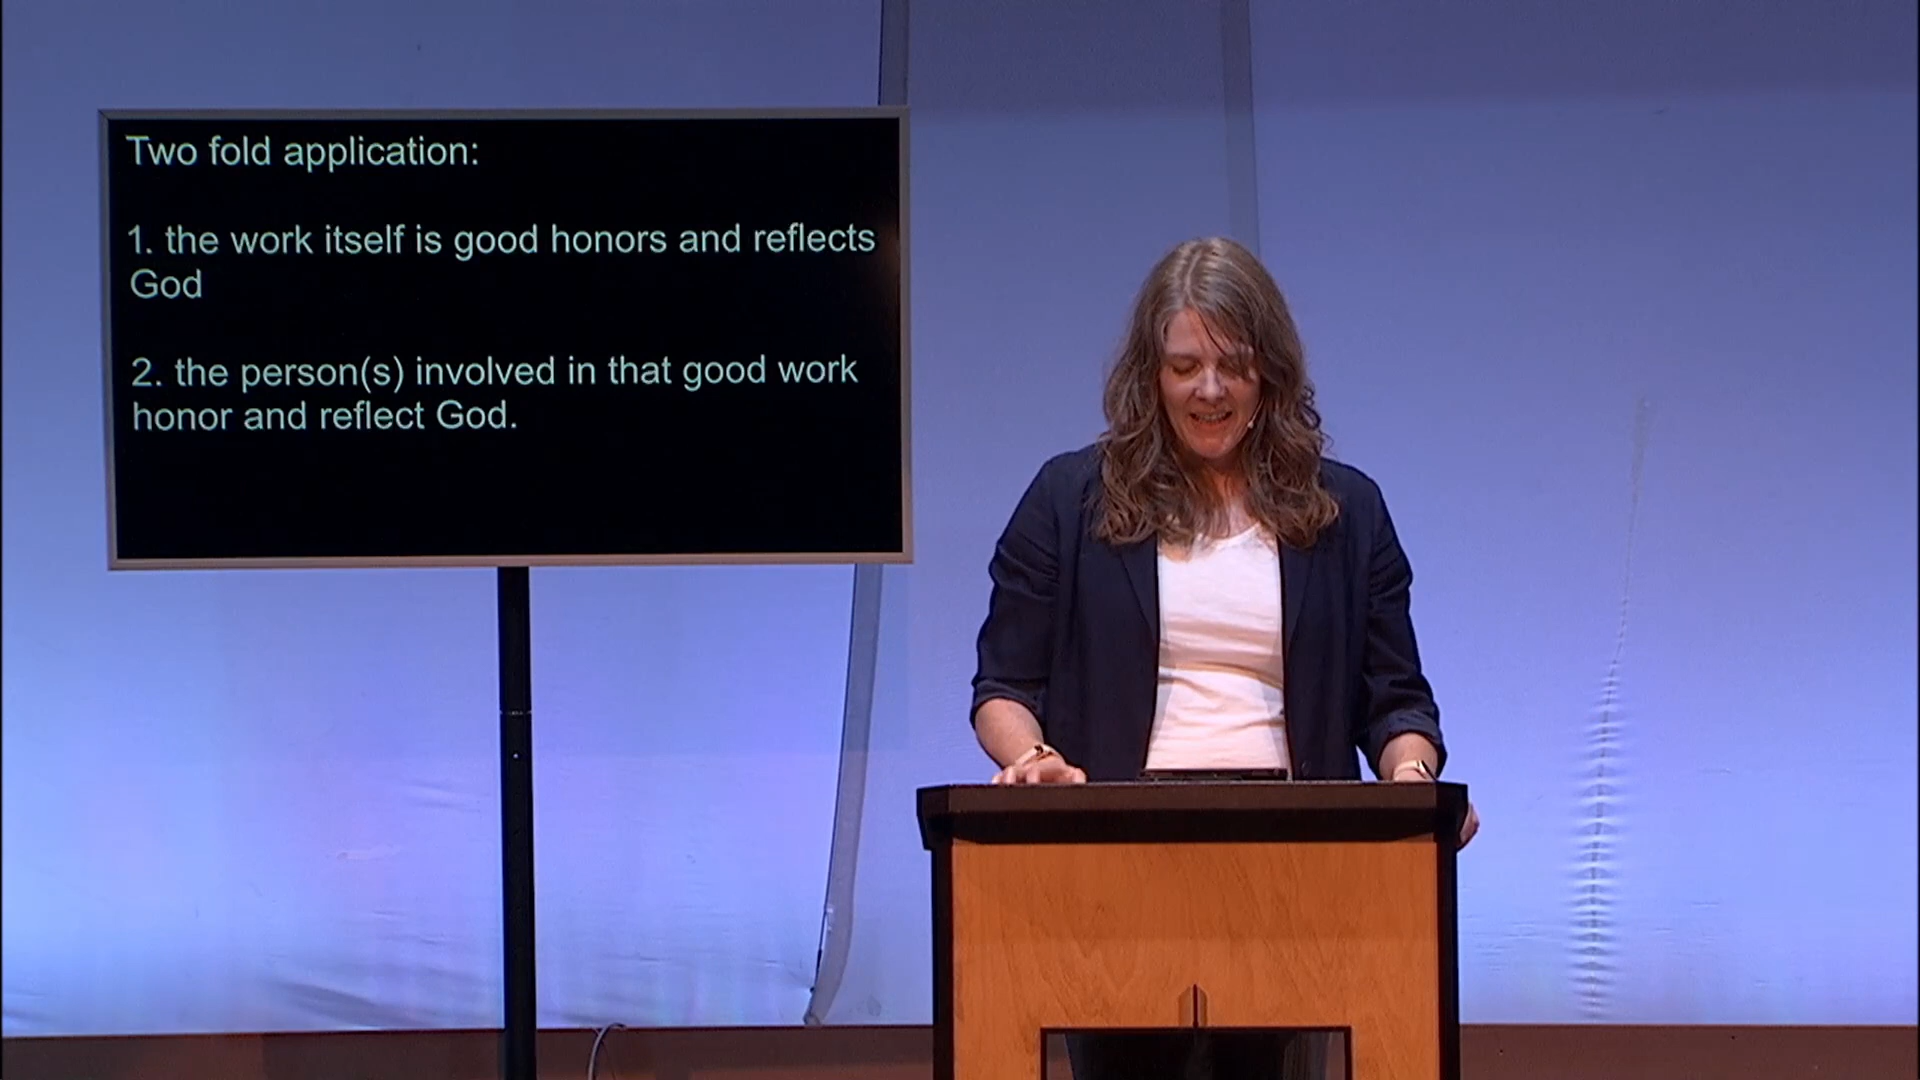 Two fold application:
1. the work itself is good honors and reflects
God
2. the person(s) involved in that good work
honor and reflect God.